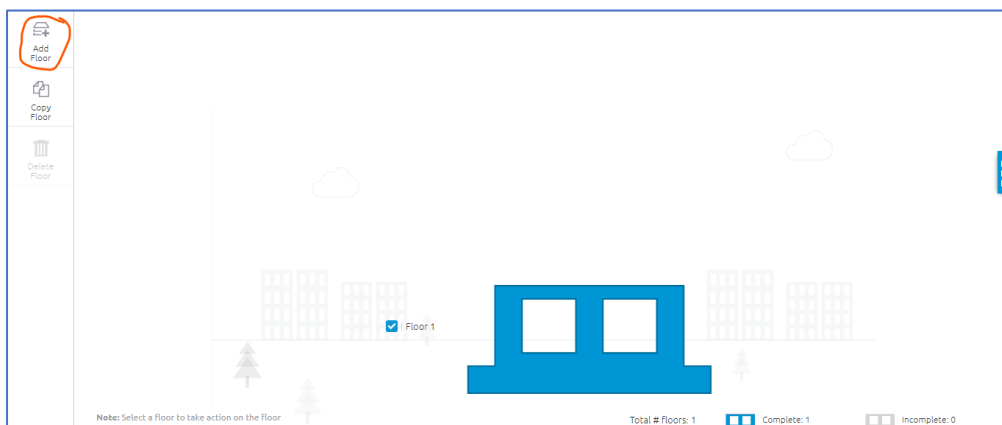 Add
Floor
Copy
Floor
Delete
Floor
Floor 1
Note: Select a floor to take action on the floor
Total # floors: 1
Complete: 1
Incomplete: 0